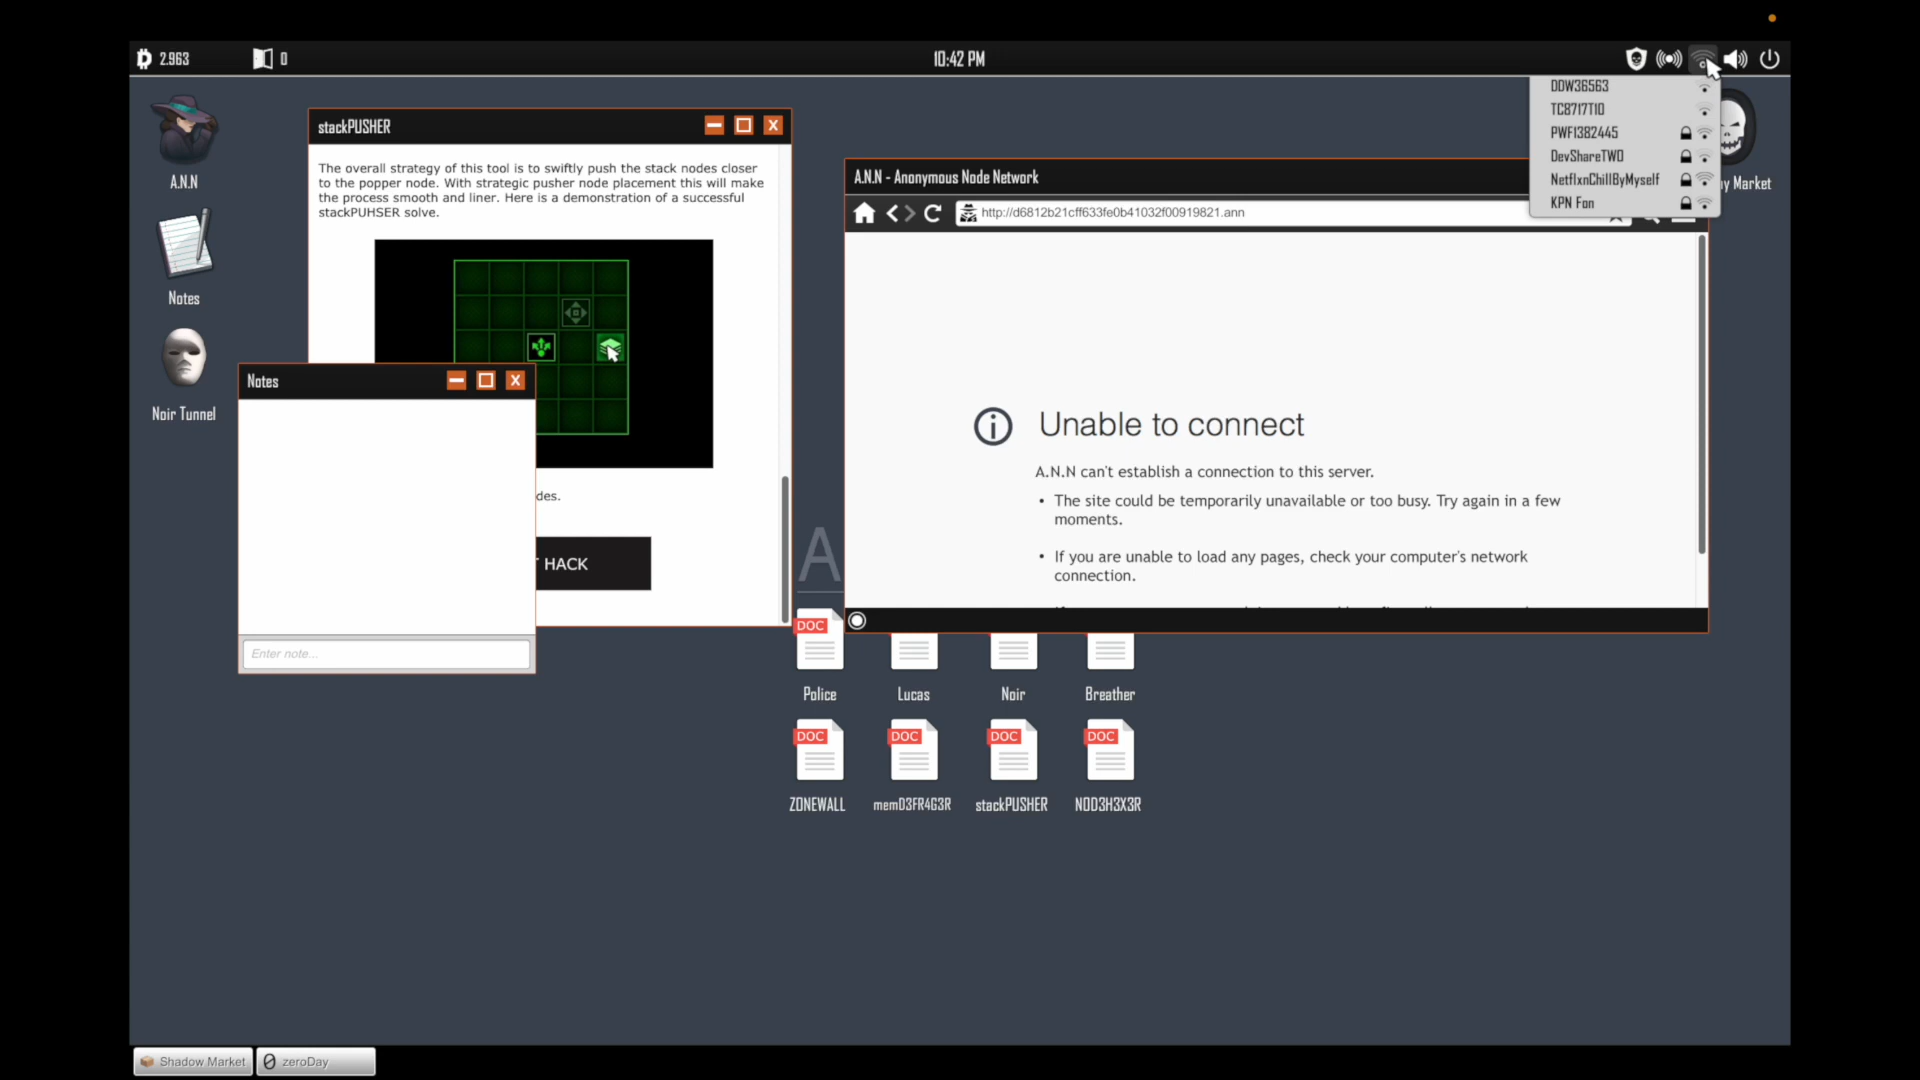 2.963
0
10:42 PM
DDW36563
TC8717T10
PWF1382445
DevShareTWO
NetflxnChillByMyself
KPN Fon
A.N.N
Notes
Noir Tunnel
stackPUSHER
The overall strategy of this tool is to swiftly push the stack nodes closer
to the popper node. With strategic pusher node placement this will make
the process smooth and liner. Here is a demonstration of a successful
stackPUHSER solve.
des.
HACK
Notes
Enter note...
A.N.N - Anonymous Node Network
http://d6812b21cff633fe0b41032f00919821.ann
Unable to connect
A.N.N can't establish a connection to this server.
• The site could be temporarily unavailable or too busy. Try again in a few
moments.
• If you are unable to load any pages, check your computer's network
connection.
y Market
A
DOC
Police
Lucas
Noir
Breather
DOC
DOC
DOC
DOC
ZONEWALL
memD3FR4G3R
stackPUSHER
NOD3H3X3R
Shadow Market
zeroDay